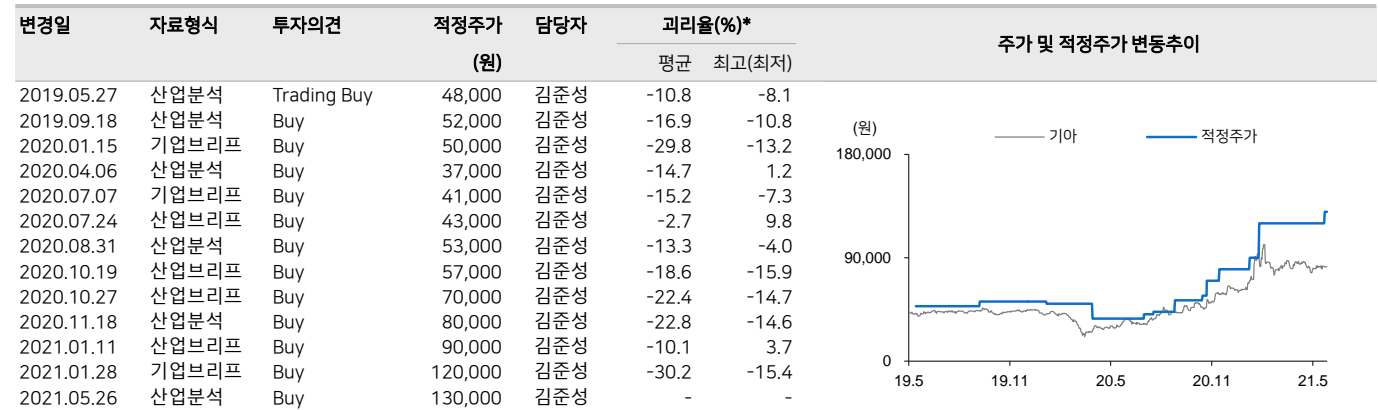 변경일 자료형식 투자의견 적정주가 담당자 괴리율(%)* 주가 및 적정주가 변동추이
(원) 평균 최고(최저)
2019.05.27 산업분석 Trading Buy 48,000 김준성 -10.8 -8.1
2019.09.18 산업분석 Buy 52,000 김준성 -16.9 -10.8
2020.01.15 기업브리프 Buy 50,000 김준성 -29.8 -13.2
2020.04.06 산업분석 Buy 37,000 김준성 -14.7 1.2
2020.07.07 기업브리프 Buy 41,000 김준성 -15.2 -7.3
2020.07.24 산업브리프 Buy 43,000 김준성 -2.7 9.8
2020.08.31 산업분석 Buy 53,000 김준성 -13.3 -4.0
2020.10.19 산업브리프 Buy 57,000 김준성 -18.6 -15.9
2020.10.27 산업브리프 Buy 70,000 김준성 -22.4 -14.7
2020.11.18 산업분석 Buy 80,000 김준성 -22.8 -14.6
2021.01.11 산업브리프 Buy 90,000 김준성 -10.1 3.7
2021.01.28 기업브리프 Buy 120,000 김준성 -30.2 -15.4
2021.05.26 산업분석 Buy 130,000 김준성 - -
(원) 기아 적정주가
180,000
90,000
0
19.5 19.11 20.5 20.11 21.5